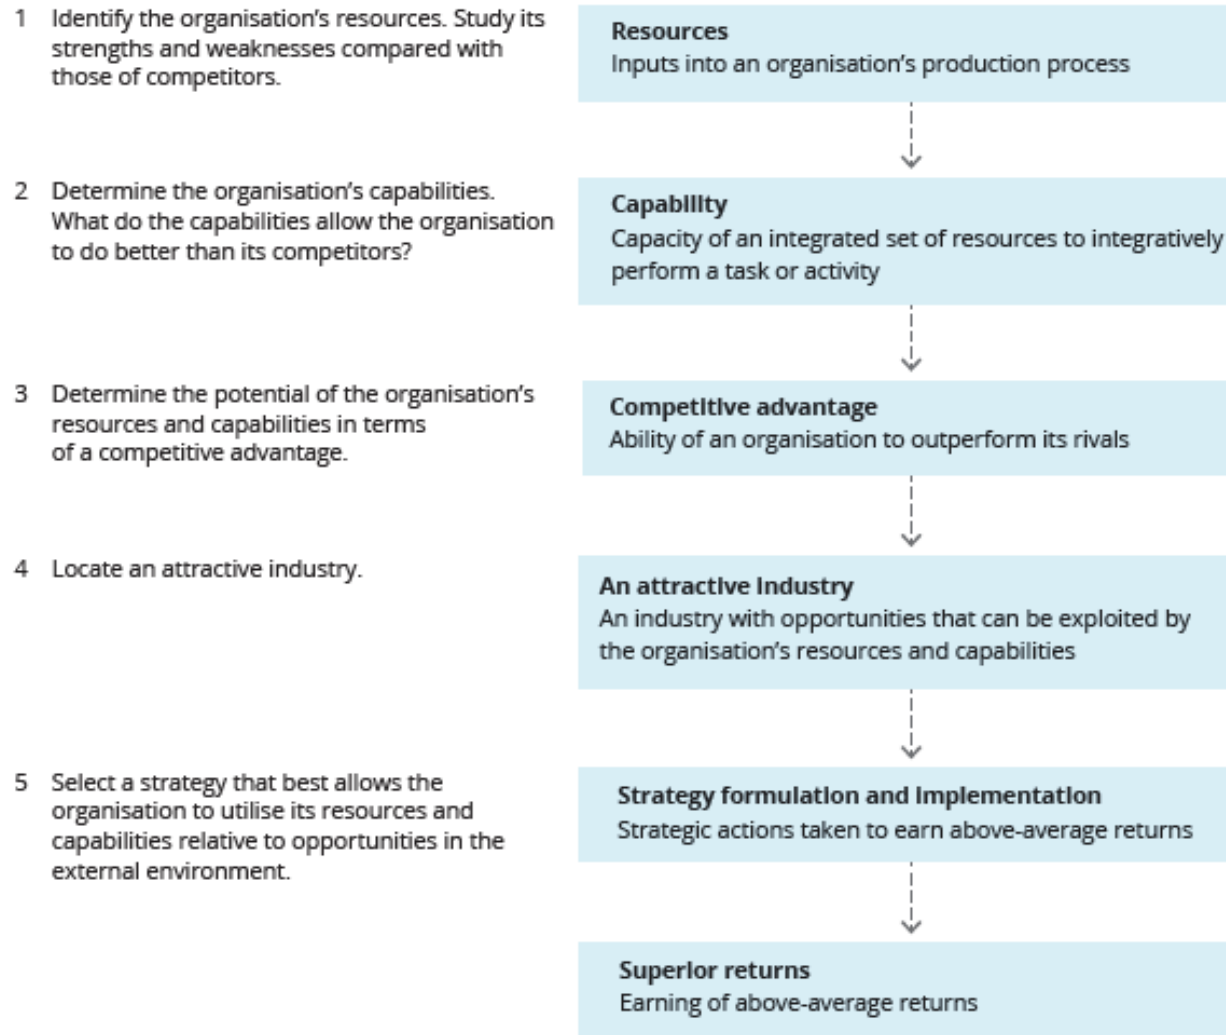 1 Identify the organisation's resources. Study its
strengths and weaknesses compared with
those of competitors.
Resources
Inputs into an organisation's production process
2 Determine the organisation's capabilities.
What do the capabilities allow the organisation
to do better than its competitors?
Capability
Capacity of an integrated set of resources to integratively
perform a task or activity
3 Determine the potential of the organisation's
resources and capabilities in terms
of a competitive advantage.
Competitive advantage
Ability of an organisation to outperform its rivals
4 Locate an attractive industry.
An attractive industry
An industry with opportunities that can be exploited by
the organisation's resources and capabilities
5 Select a strategy that best allows the
organisation to utilise its resources and
capabilities relative to opportunities in the
external environment.
Strategy formulation and implementation
Strategic actions taken to earn above-average returns
Superior returns
Earning of above-average returns